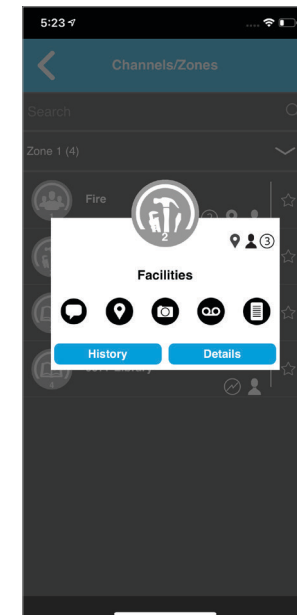 5:23
Channels/Zones
Search
Zone 1 (4)
Fire
2
3
Facilities
History
Details